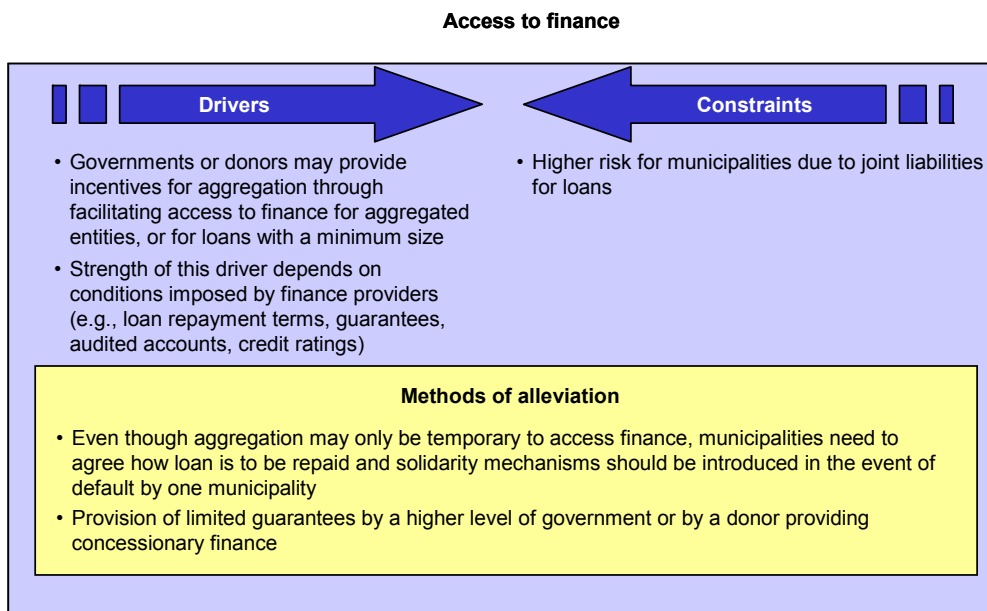 Access to finance
Drivers
Constraints
• Governments or donors may provide
incentives for aggregation through
facilitating access to finance for aggregated
entities, or for loans with a minimum size
• Strength of this driver depends on
conditions imposed by finance providers
(e.g., loan repayment terms, guarantees,
audited accounts, credit ratings)
• Higher risk for municipalities due to joint liabilities
for loans
Methods of alleviation
• Even though aggregation may only be temporary to access finance, municipalities need to
agree how loan is to be repaid and solidarity mechanisms should be introduced in the event of
default by one municipality
• Provision of limited guarantees by a higher level of government or by a donor providing
concessionary finance